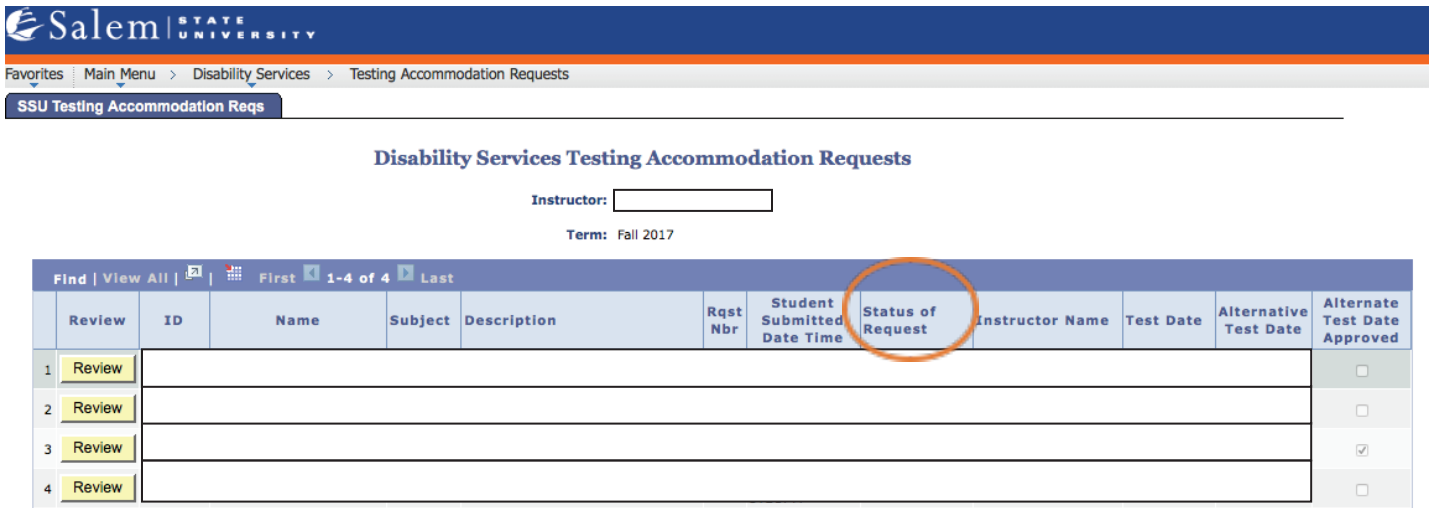 Salem STATE UNIVERSITY
Favorites Main Menu > Disability Services > Testing Accommodation Requests
SSU Testing Accommodation Reqs
Disability Services Testing Accommodation Requests
Instructor:
Term: Fall 2017
Find | View All | | First 1-4 of 4 Last
Review ID Name Subject Description Rqst Nbr Student Submitted Date Time Status of Request Instructor Name Test Date Alternative Test Date Alternate Test Date Approved
1 Review
2 Review
3 Review
4 Review